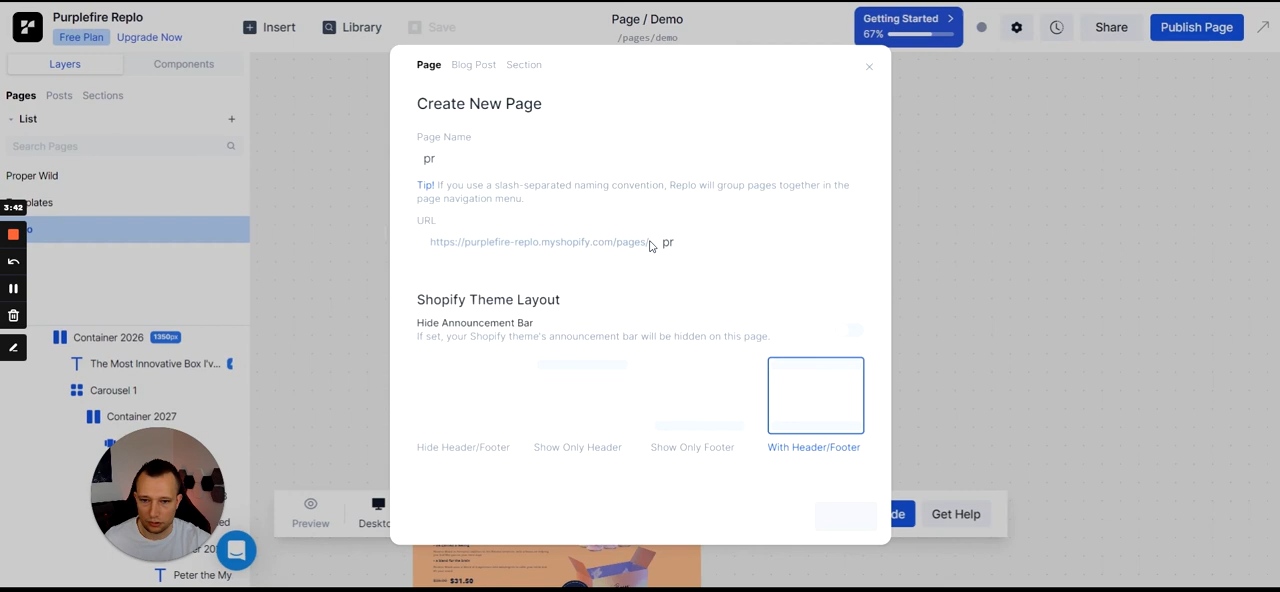 Purplefire Replo
Free Plan Upgrade Now
Insert
Library
Save
Page / Demo
/pages/demo
Getting Started
67%
Share
Publish Page
Layers
Components
Pages Posts Sections
List
Search Pages
Proper Wild
3:42
Container 2026 1350px
The Most Innovative Box I'v...
Carousel 1
Container 2027
Peter the My
Page Blog Post Section
Create New Page
Page Name
pr
Tip! If you use a slash-separated naming convention, Replo will group pages together in the
page navigation menu.
URL
https://purplefire-replo.myshopify.com/pages/ pr
Shopify Theme Layout
Hide Announcement Bar
If set, your Shopify theme's announcement bar will be hidden on this page.
Hide Header/Footer
Show Only Header
Show Only Footer
With Header/Footer
Preview
Get Help
$31.50